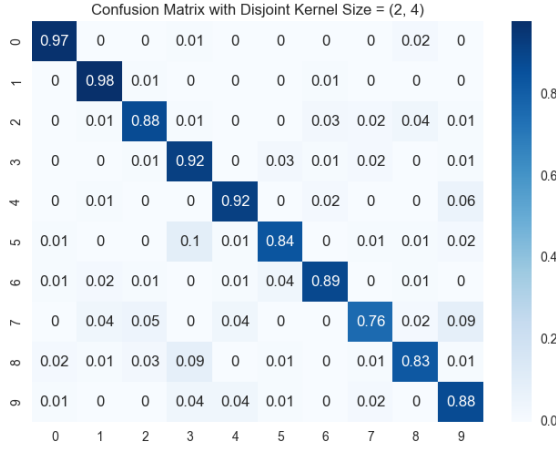 Confusion Matrix with Disjoint Kernel Size = (2, 4)
0 0.97 0 0 0.01 0 0 0 0 0.02 0
1 0 0.98 0.01 0 0 0 0.01 0 0 0
2 0 0.01 0.88 0.01 0 0 0.03 0.02 0.04 0.01
3 0 0 0.01 0.92 0 0.03 0.01 0.02 0 0.01
4 0 0.01 0 0 0.92 0 0.02 0 0 0.06
5 0.01 0 0 0.1 0.01 0.84 0 0.01 0.01 0.02
6 0.01 0.02 0.01 0 0.01 0.04 0.89 0 0.01 0
7 0 0.04 0.05 0 0.04 0 0 0.76 0.02 0.09
8 0.02 0.01 0.03 0.09 0 0.01 0 0.01 0.83 0.01
9 0.01 0 0 0.04 0.04 0.01 0 0.02 0 0.88
0 1 2 3 4 5 6 7 8 9
0.8
0.6
0.4
0.2
0.0